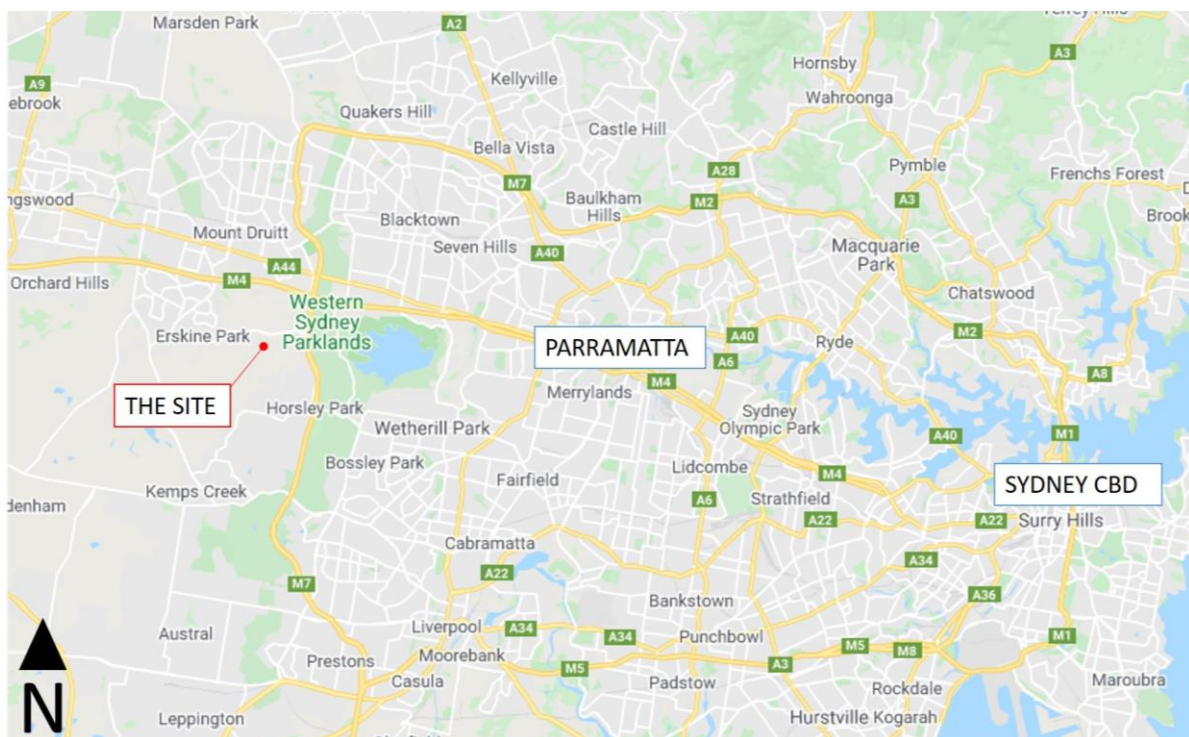 Marsden Park
A2
Terrey Hills
A3
A9
Kellyville
Hornsby
ebrook
Quakers Hill
Castle Hill
Wahroonga
Bella Vista
Pymble
Frenchs Forest
M7
A28
A3
ngswood
Baulkham
Hills
M2
Brook
Blacktown
Mount Druitt
Seven Hills
A40
Macquarie
Park
A44
M4
Orchard Hills
Chatswood
Western
Sydney
Parklands
M2
Erskine Park
PARRAMATTA
A40
Ryde
A6
A8
THE SITE
Merrylands
M4
Horsley Park
Sydney
Olympic Park
Wetherill Park
A40
M1
Bossley Park
Lidcombe
M4
Fairfield
SYDNEY CBD
Kemps Creek
A6
Strathfield
denham
A22
A22
Surry Hills
Cabramatta
A34
A22
M7
A36
Bankstown
Austral
Liverpool
A34
A34
Punchbowl
M1
Prestons
Moorebank
M5
A3
M5
M8
Casula
Padstow
Rockdale
Maroubra
N
Leppington
Hurstville
Kogarah